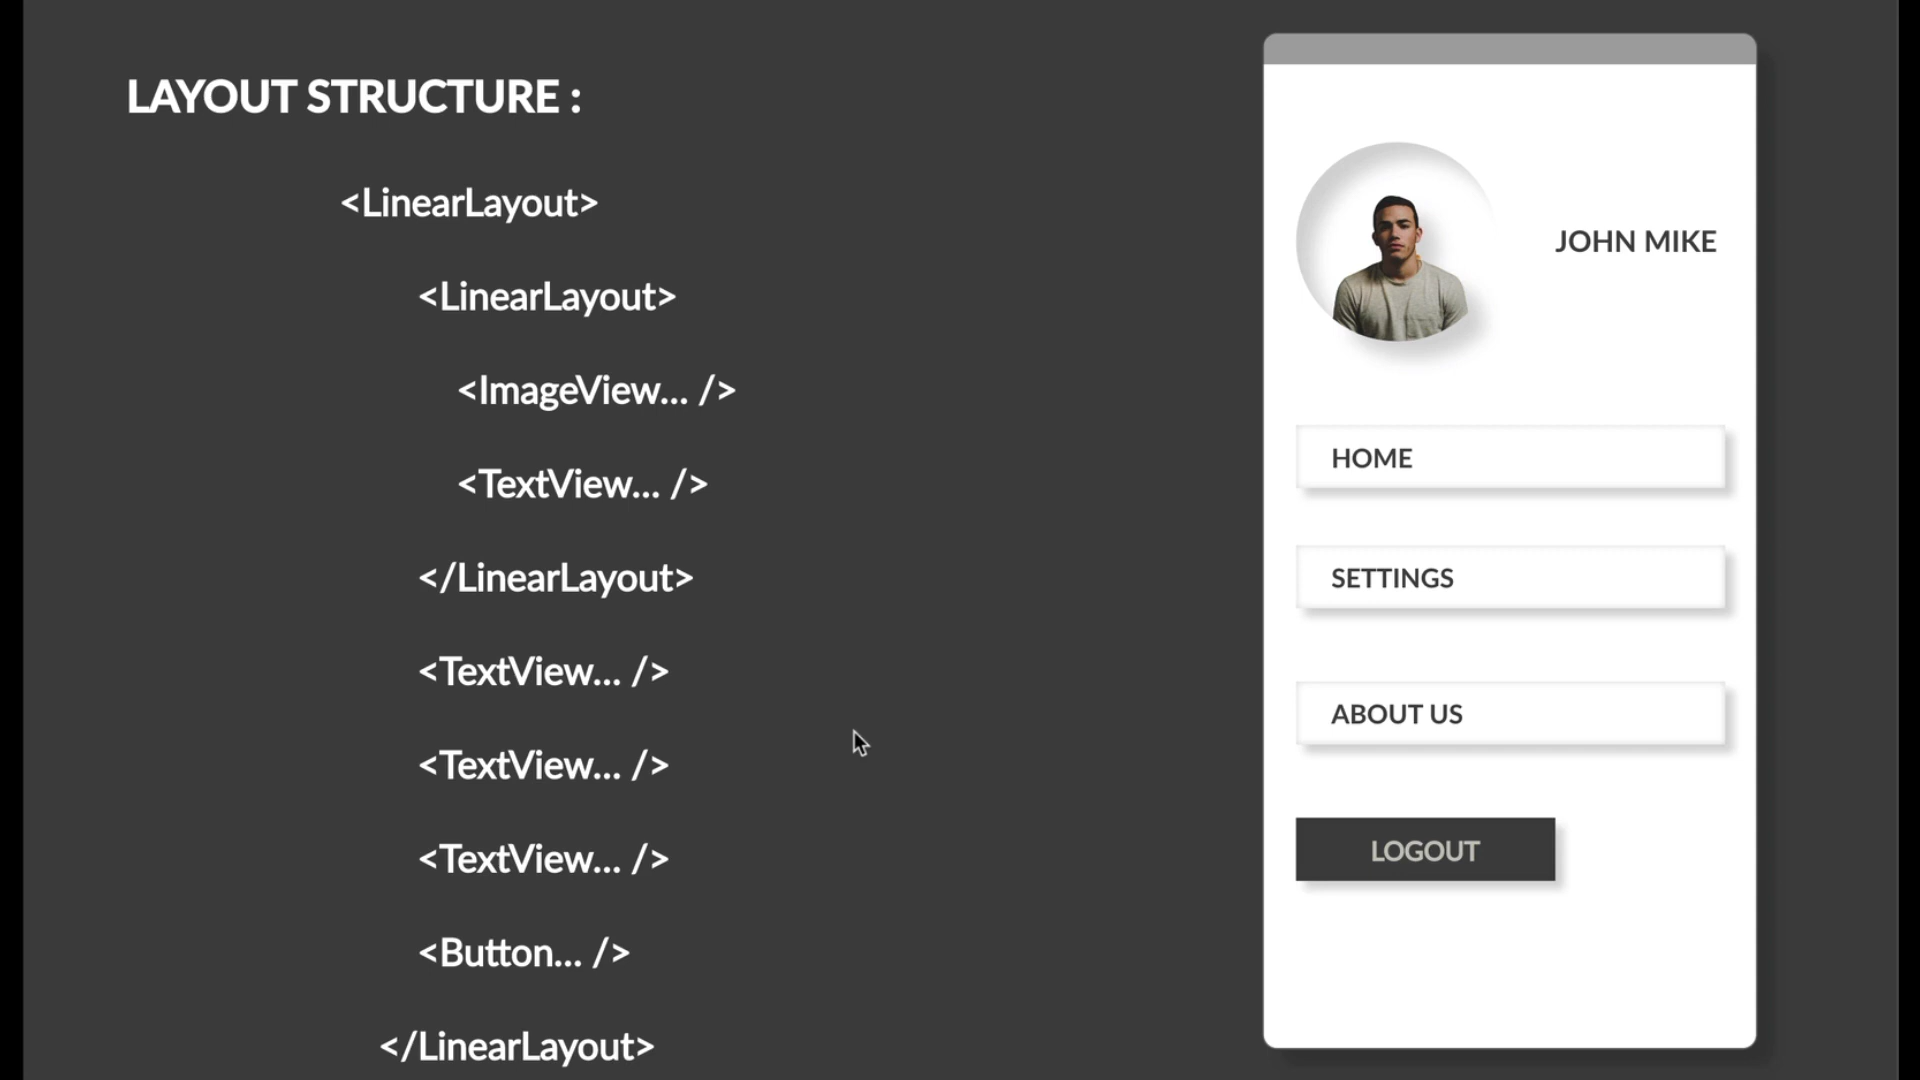 LAYOUT STRUCTURE :
<LinearLayout>
<LinearLayout>
<ImageView... />
<TextView... />
</LinearLayout>
<TextView... />
<TextView... />
<TextView... />
<Button... />
</LinearLayout>
JOHN MIKE
HOME
SETTINGS
ABOUT US
LOGOUT